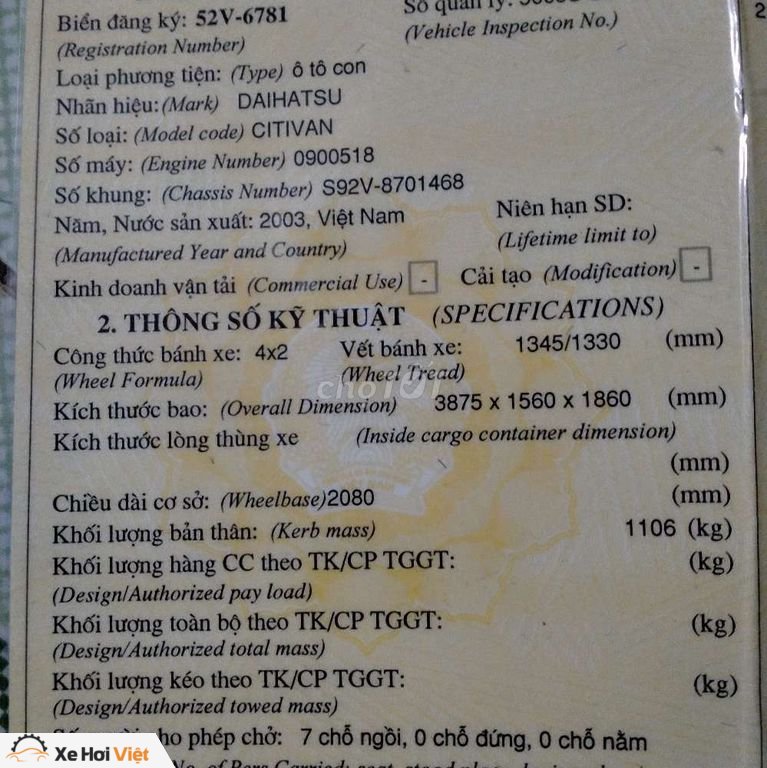 Biển đăng ký: 52V-6781
(Registration Number)
Số quản lý:
(Vehicle Inspection No.)
2
Loại phương tiện: (Type) ô tô con
Nhãn hiệu: (Mark) DAIHATSU
Số loại: (Model code) CITIVAN
Số máy: (Engine Number) 0900518
Số khung: (Chassis Number) S92V-8701468
Năm, Nước sản xuất: 2003, Việt Nam
(Manufactured Year and Country)
Niên hạn SD:
(Lifetime limit to)
Kinh doanh vận tải (Commercial Use) - Cải tạo (Modification) -
2. THÔNG SỐ KỸ THUẬT (SPECIFICATIONS)
Công thức bánh xe: 4x2 Vết bánh xe: 1345/1330 (mm)
(Wheel Formula) (Wheel Tread)
chợ TỐT
Kích thước bao: (Overall Dimension) 3875 x 1560 x 1860 (mm)
Kích thước lòng thùng xe (Inside cargo container dimension)
(mm)
Chiều dài cơ sở: (Wheelbase) 2080 (mm)
Khối lượng bản thân: (Kerb mass) 1106 (kg)
Khối lượng hàng CC theo TK/CP TGGT: (kg)
(Design/Authorized pay load)
Khối lượng toàn bộ theo TK/CP TGGT: (kg)
(Design/Authorized total mass)
Khối lượng kéo theo TK/CP TGGT: (kg)
(Design/Authorized towed mass)
phép chở: 7 chỗ ngồi, 0 chỗ đứng, 0 chỗ nằm
Xe Hơi Việt